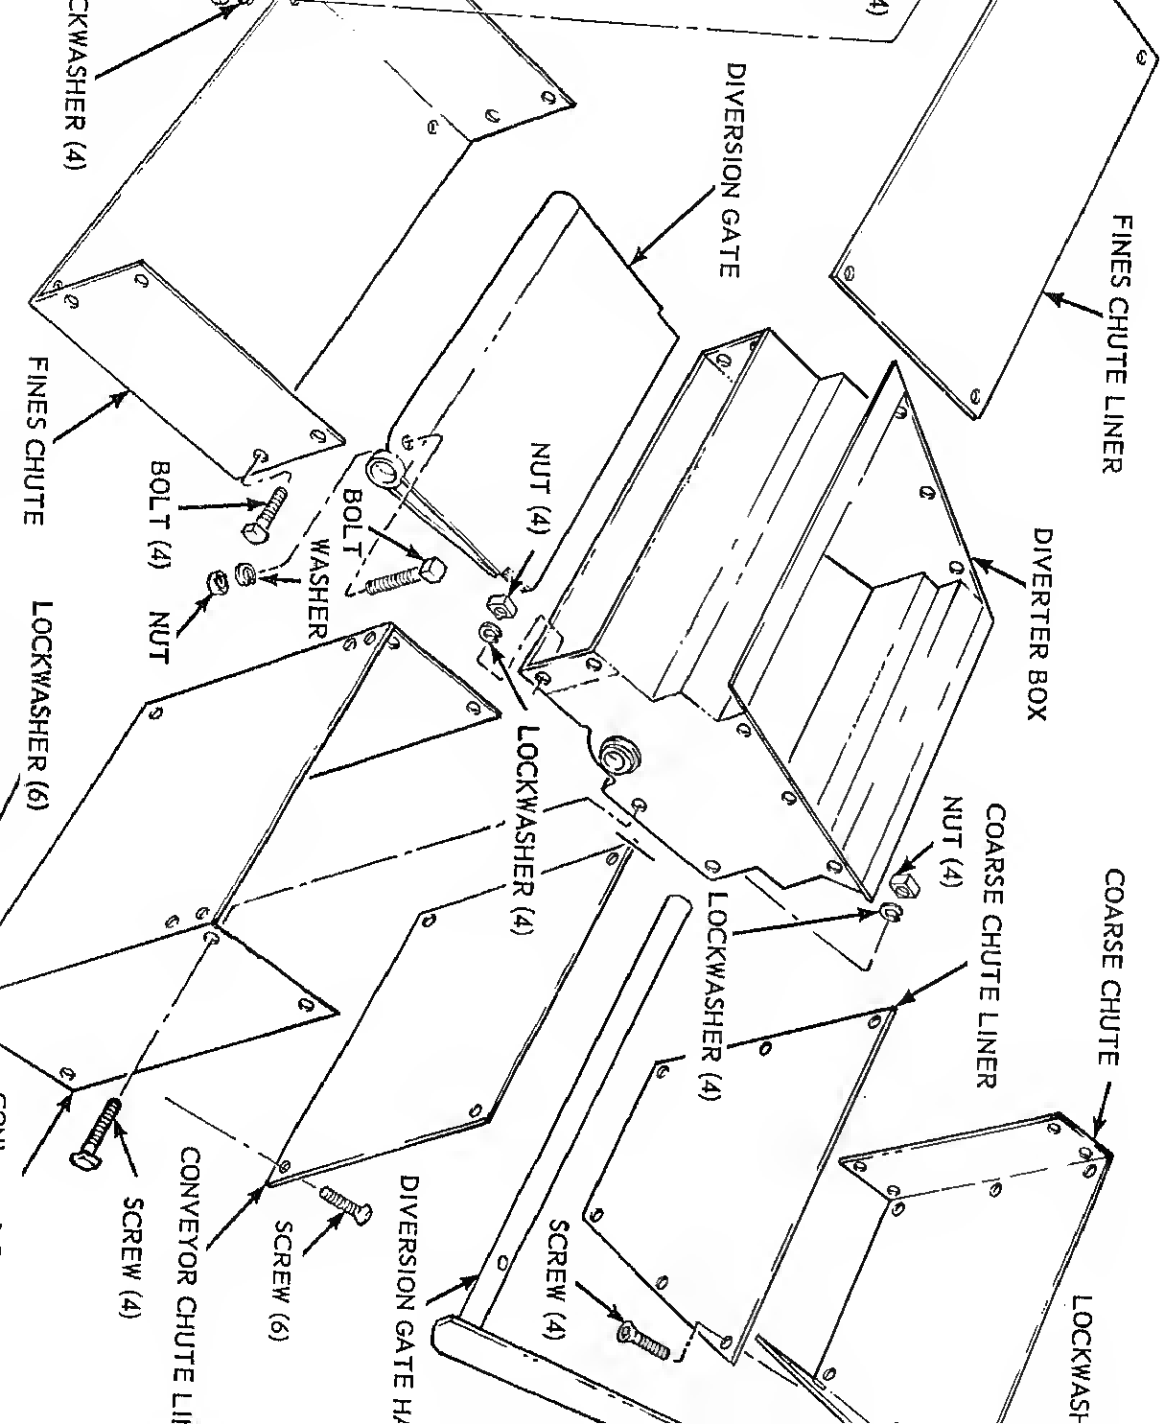 FINES CHUTE LINER
COARSE CHUTE
LOCKWASH
DIVERTER BOX
COARSE CHUTE LINER
NUT (4)
4)
DIVERSION GATE
LOCKWASHER (4)
NUT (4)
SCREW (4)
LOCKWASHER (4)
DIVERSION GATE HA
BOLT
WASHER
SCREW (6)
CONVEYOR CHUTE LI
BOLT (4)
NUT
SCREW (4)
CKWASHER (4)
FINES CHUTE
LOCKWASHER (6)